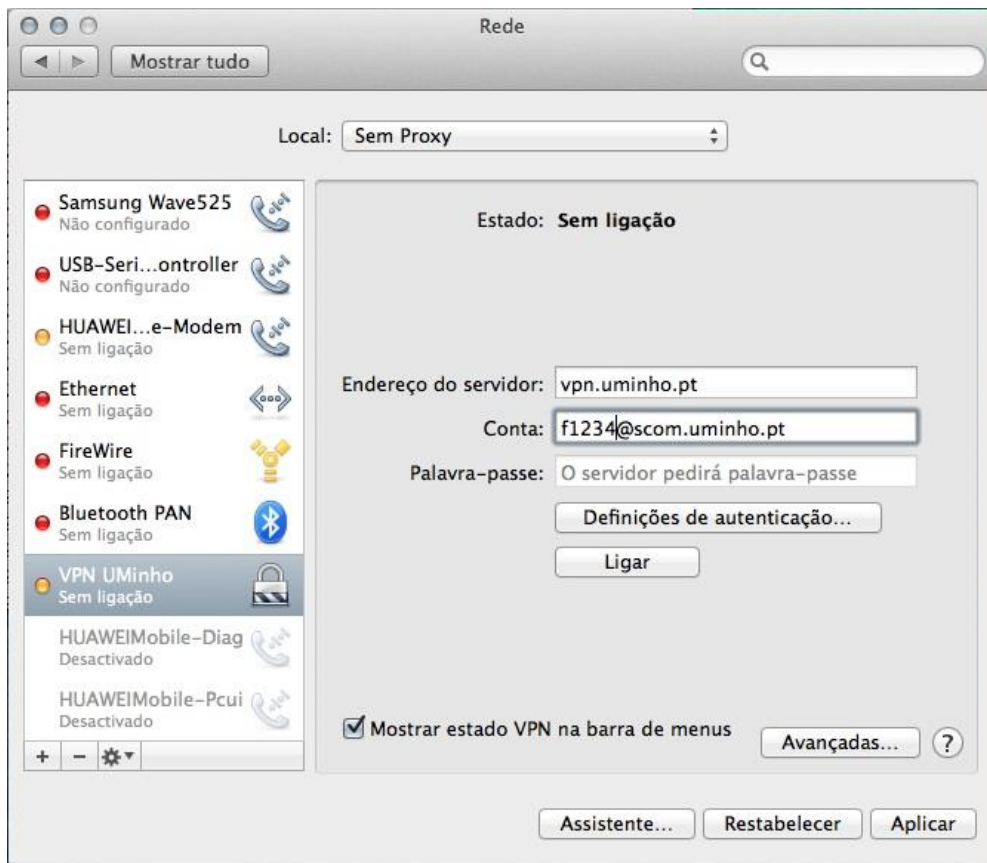 Rede
Mostrar tudo
Local: Sem Proxy
Samsung Wave525
Não configurado
USB-Seri...ontroller
Não configurado
HUAWEI...e-Modem
Sem ligação
Ethernet
Sem ligação
FireWire
Sem ligação
Bluetooth PAN
Sem ligação
VPN UMinho
Sem ligação
HUAWEIMobile-Diag
Desactivado
HUAWEIMobile-Pcui
Desactivado
Estado: Sem ligação
Endereço do servidor: vpn.uminho.pt
Conta: f1234@scom.uminho.pt
Palavra-passe: O servidor pedirá palavra-passe
Definições de autenticação...
Ligar
Mostrar estado VPN na barra de menus
Avançadas... ?
Assistente... Restabelecer Aplicar